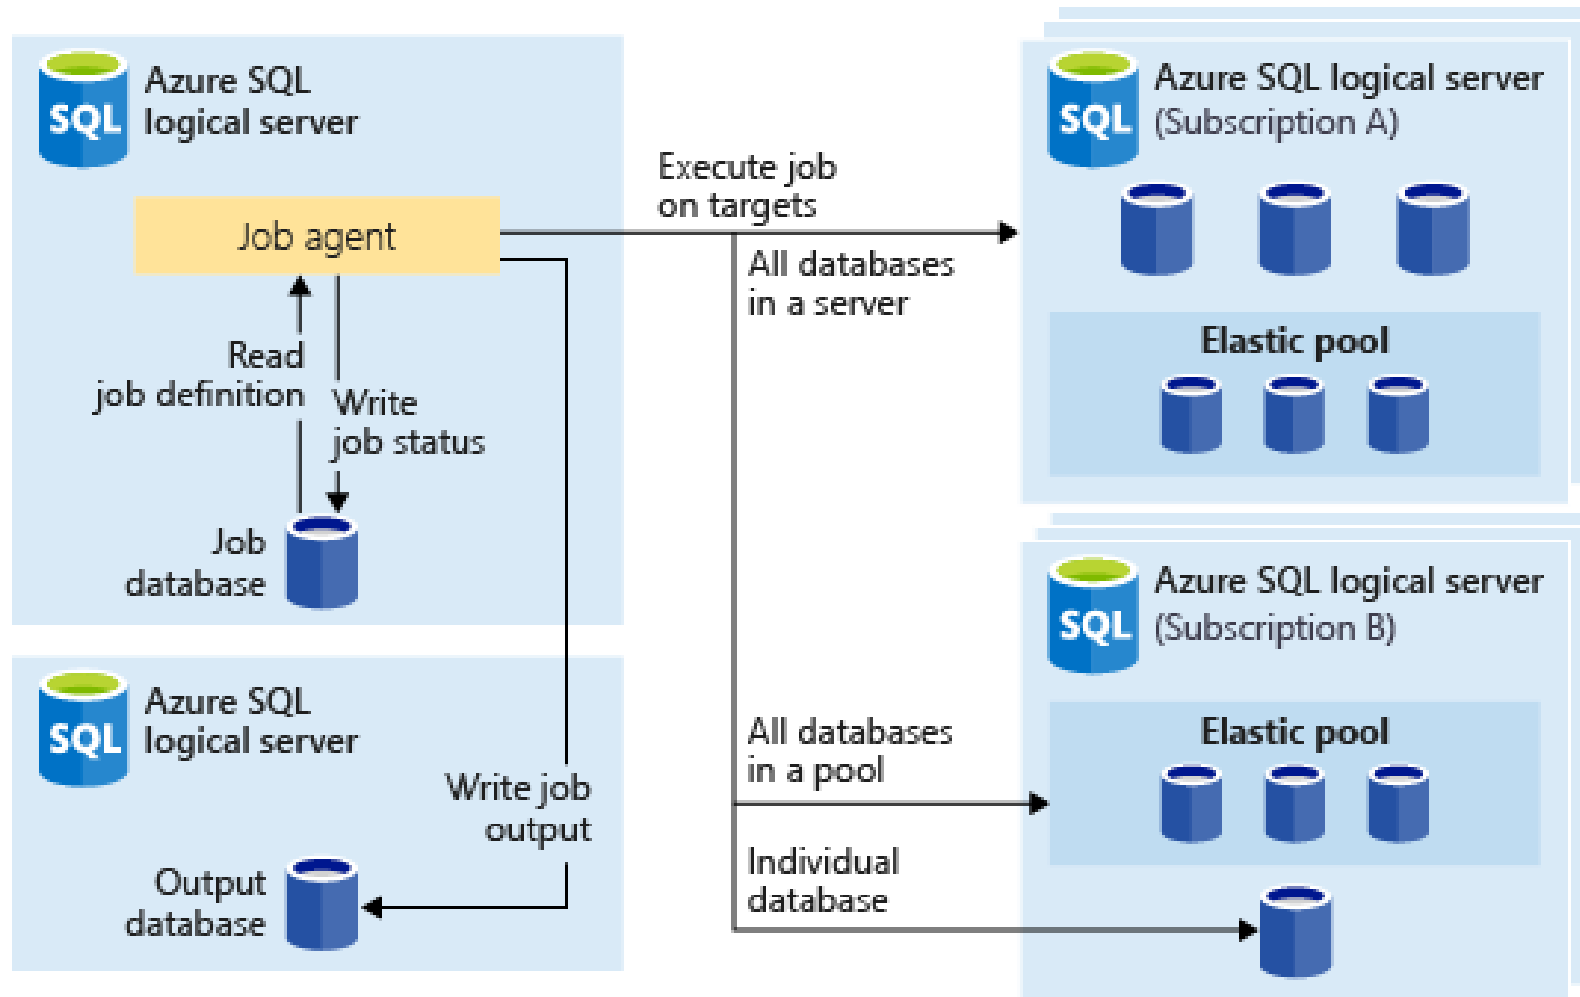 SQL
Azure SQL
logical server
Job agent
Read
job definition
Write
job status
Job
database
SQL
Azure SQL
logical server
Write job
output
Output
database
Execute job
on targets
All databases
in a server
All databases
in a pool
Individual
database
SQL
Azure SQL logical server
(Subscription A)
Elastic pool
SQL
Azure SQL logical server
(Subscription B)
Elastic pool